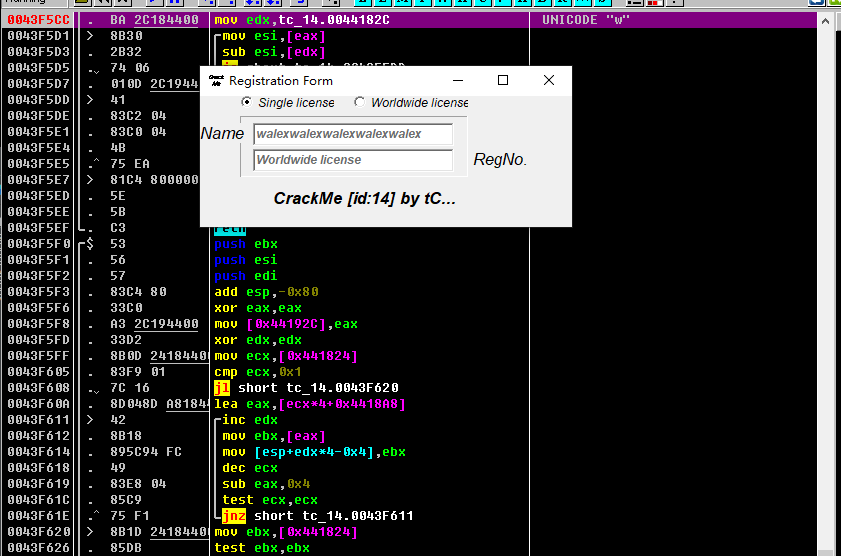 0043F5CC . BA 2C184400 mov edx,tc_14.0044182C UNICODE "w"
0043F5D1 > 8B30 mov esi,[eax]
0043F5D3 . 2B32 sub esi,[edx]
0043F5D5 .v 74 06
0043F5D7 . 010D 2C1944
0043F5DD > 41
0043F5DE . 83C2 04
0043F5E1 . 83C0 04
0043F5E4 . 4B
0043F5E5 .^ 75 EA
0043F5E7 > 81C4 800000
0043F5ED . 5E
0043F5EE . 5B
0043F5EF . C3
Registration Form
Single license Worldwide license
Name walexwalexwalexwalexwalex
Worldwide license RegNo.
CrackMe [id:14] by tC...
0043F5F0 $ 53 push ebx
0043F5F1 . 56 push esi
0043F5F2 . 57 push edi
0043F5F3 . 83C4 80 add esp,-0x80
0043F5F6 . 33C0 xor eax,eax
0043F5F8 . A3 2C194400 mov [0x44192C],eax
0043F5FD . 33D2 xor edx,edx
0043F5FF . 8B0D 24184400 mov ecx,[0x441824]
0043F605 . 83F9 01 cmp ecx,0x1
0043F608 .v 7C 16 jl short tc_14.0043F620
0043F60A . 8D048D A81844 lea eax,[ecx*4+0x4418A8]
0043F611 > 42 inc edx
0043F612 . 8B18 mov ebx,[eax]
0043F614 . 895C94 FC mov [esp+edx*4-0x4],ebx
0043F618 . 49 dec ecx
0043F619 . 83E8 04 sub eax,0x4
0043F61C . 85C9 test ecx,ecx
0043F61E .^ 75 F1 jnz short tc_14.0043F611
0043F620 > 8B1D 24184400 mov ebx,[0x441824]
0043F626 . 85DB test ebx,ebx